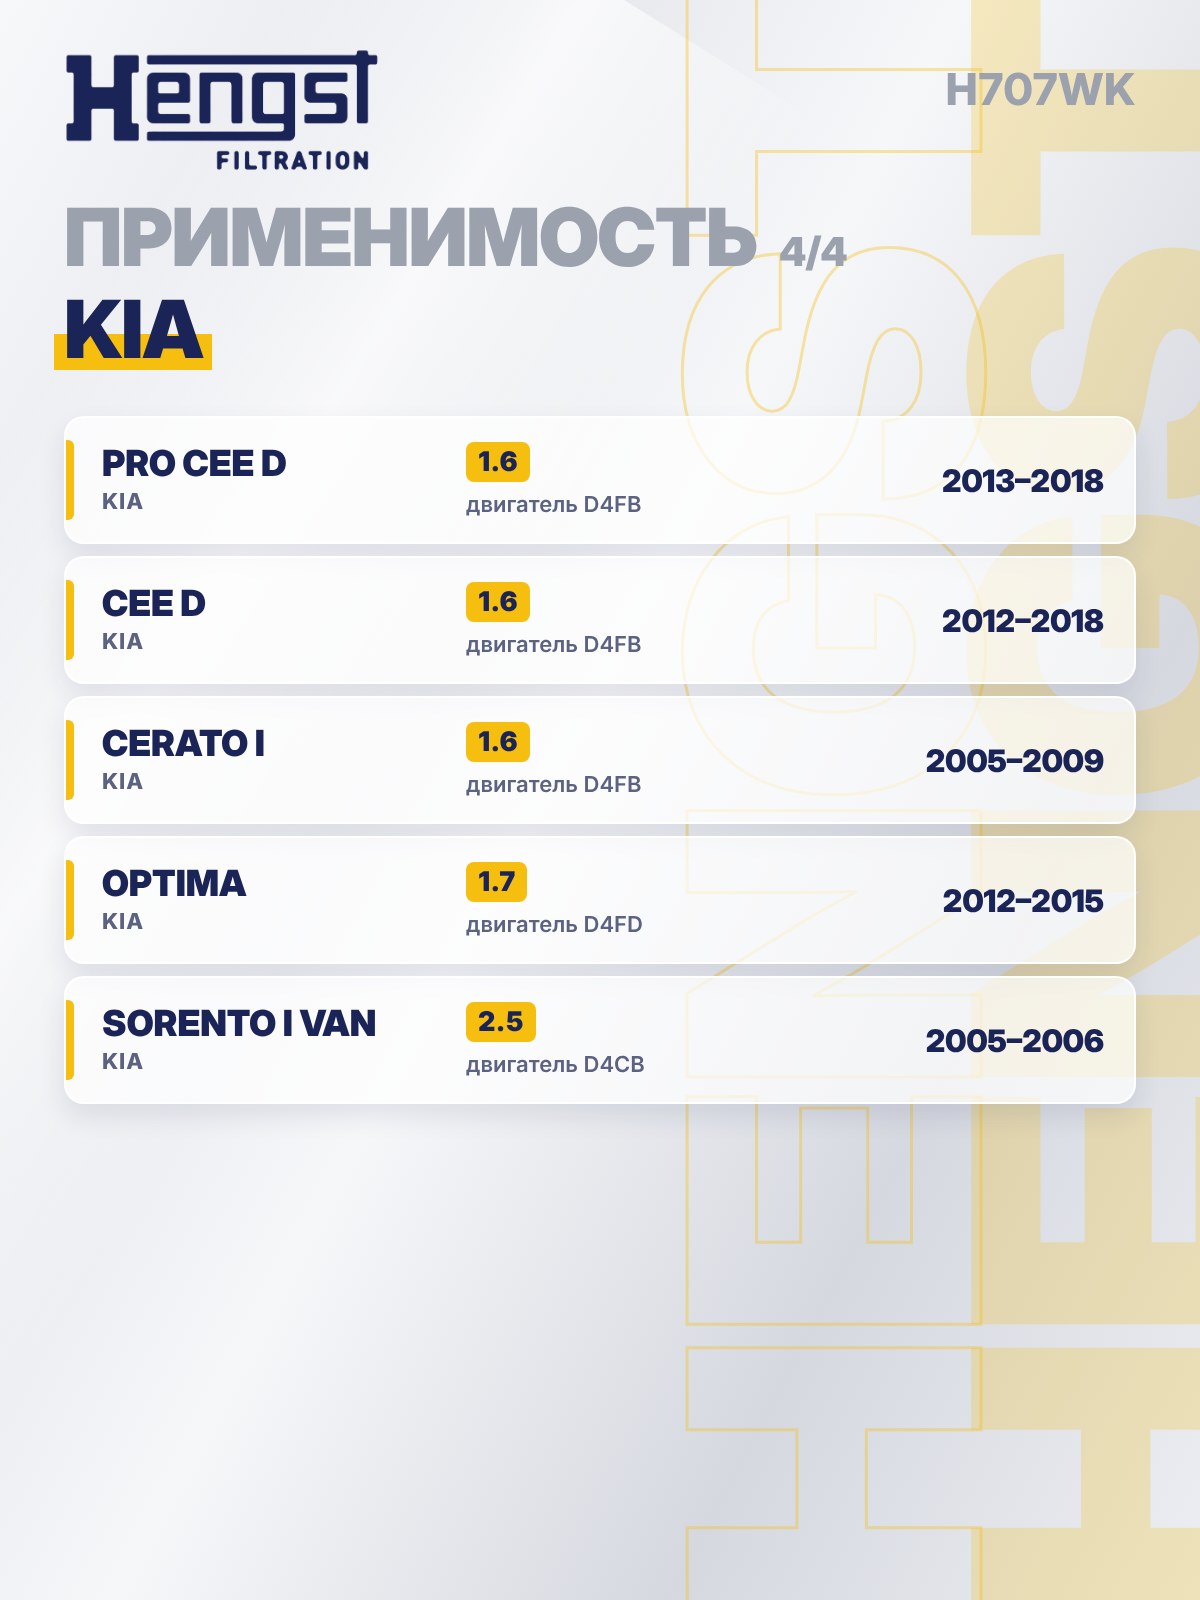 Hengst
FILTRATION
H707WK
ПРИМЕНИМОСТЬ 4/4
KIA
PRO CEE D
KIA
1.6
двигатель D4FB
2013–2018
CEE D
KIA
1.6
двигатель D4FB
2012–2018
CERATO I
KIA
1.6
двигатель D4FB
2005–2009
OPTIMA
KIA
1.7
двигатель D4FD
2012–2015
SORENTO I VAN
KIA
2.5
двигатель D4CB
2005–2006
HENGST
HENGST